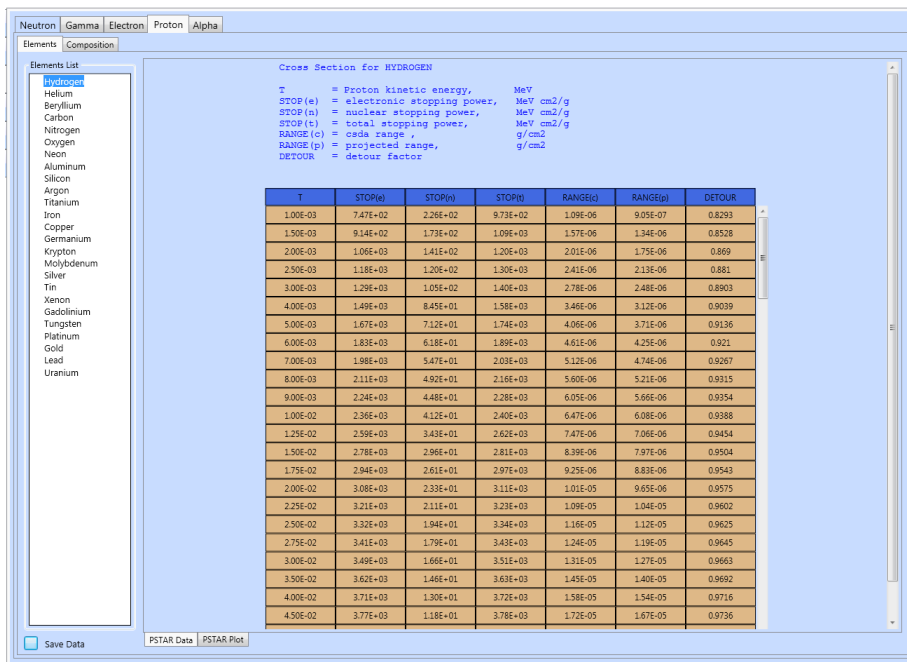 Neutron Gamma Electron Proton Alpha
Elements Composition
Elements List
Hydrogen
Helium
Beryllium
Carbon
Nitrogen
Oxygen
Neon
Aluminum
Silicon
Argon
Titanium
Iron
Copper
Germanium
Krypton
Molybdenum
Silver
Tin
Xenon
Gadolinium
Tungsten
Platinum
Gold
Lead
Uranium
Save Data
Cross Section for HYDROGEN
T = Proton kinetic energy, MeV
STOP(e) = electronic stopping power, MeV cm2/g
STOP(n) = nuclear stopping power, MeV cm2/g
STOP(t) = total stopping power, MeV cm2/g
RANGE(c) = csda range , g/cm2
RANGE(p) = projected range, g/cm2
DETOUR = detour factor
T STOP(e) STOP(n) STOP(t) RANGE(c) RANGE(p) DETOUR
1.00E-03 7.47E+02 2.26E+02 9.73E+02 1.09E-06 9.05E-07 0.8293
1.50E-03 9.14E+02 1.73E+02 1.09E+03 1.57E-06 1.34E-06 0.8528
2.00E-03 1.06E+03 1.41E+02 1.20E+03 2.01E-06 1.75E-06 0.869
2.50E-03 1.18E+03 1.20E+02 1.30E+03 2.41E-06 2.13E-06 0.881
3.00E-03 1.29E+03 1.05E+02 1.40E+03 2.78E-06 2.48E-06 0.8903
4.00E-03 1.49E+03 8.45E+01 1.58E+03 3.46E-06 3.12E-06 0.9039
5.00E-03 1.67E+03 7.12E+01 1.74E+03 4.06E-06 3.71E-06 0.9136
6.00E-03 1.83E+03 6.18E+01 1.89E+03 4.61E-06 4.25E-06 0.921
7.00E-03 1.98E+03 5.47E+01 2.03E+03 5.12E-06 4.74E-06 0.9267
8.00E-03 2.11E+03 4.92E+01 2.16E+03 5.60E-06 5.21E-06 0.9315
9.00E-03 2.24E+03 4.48E+01 2.28E+03 6.05E-06 5.66E-06 0.9354
1.00E-02 2.36E+03 4.12E+01 2.40E+03 6.47E-06 6.08E-06 0.9388
1.25E-02 2.59E+03 3.43E+01 2.62E+03 7.47E-06 7.06E-06 0.9454
1.50E-02 2.78E+03 2.96E+01 2.81E+03 8.39E-06 7.97E-06 0.9504
1.75E-02 2.94E+03 2.61E+01 2.97E+03 9.25E-06 8.83E-06 0.9543
2.00E-02 3.08E+03 2.33E+01 3.11E+03 1.01E-05 9.65E-06 0.9575
2.25E-02 3.21E+03 2.11E+01 3.23E+03 1.09E-05 1.04E-05 0.9602
2.50E-02 3.32E+03 1.94E+01 3.34E+03 1.16E-05 1.12E-05 0.9625
2.75E-02 3.41E+03 1.79E+01 3.43E+03 1.24E-05 1.19E-05 0.9645
3.00E-02 3.49E+03 1.66E+01 3.51E+03 1.31E-05 1.27E-05 0.9663
3.50E-02 3.62E+03 1.46E+01 3.63E+03 1.45E-05 1.40E-05 0.9692
4.00E-02 3.71E+03 1.30E+01 3.72E+03 1.58E-05 1.54E-05 0.9716
4.50E-02 3.77E+03 1.18E+01 3.78E+03 1.72E-05 1.67E-05 0.9736
PSTAR Data PSTAR Plot